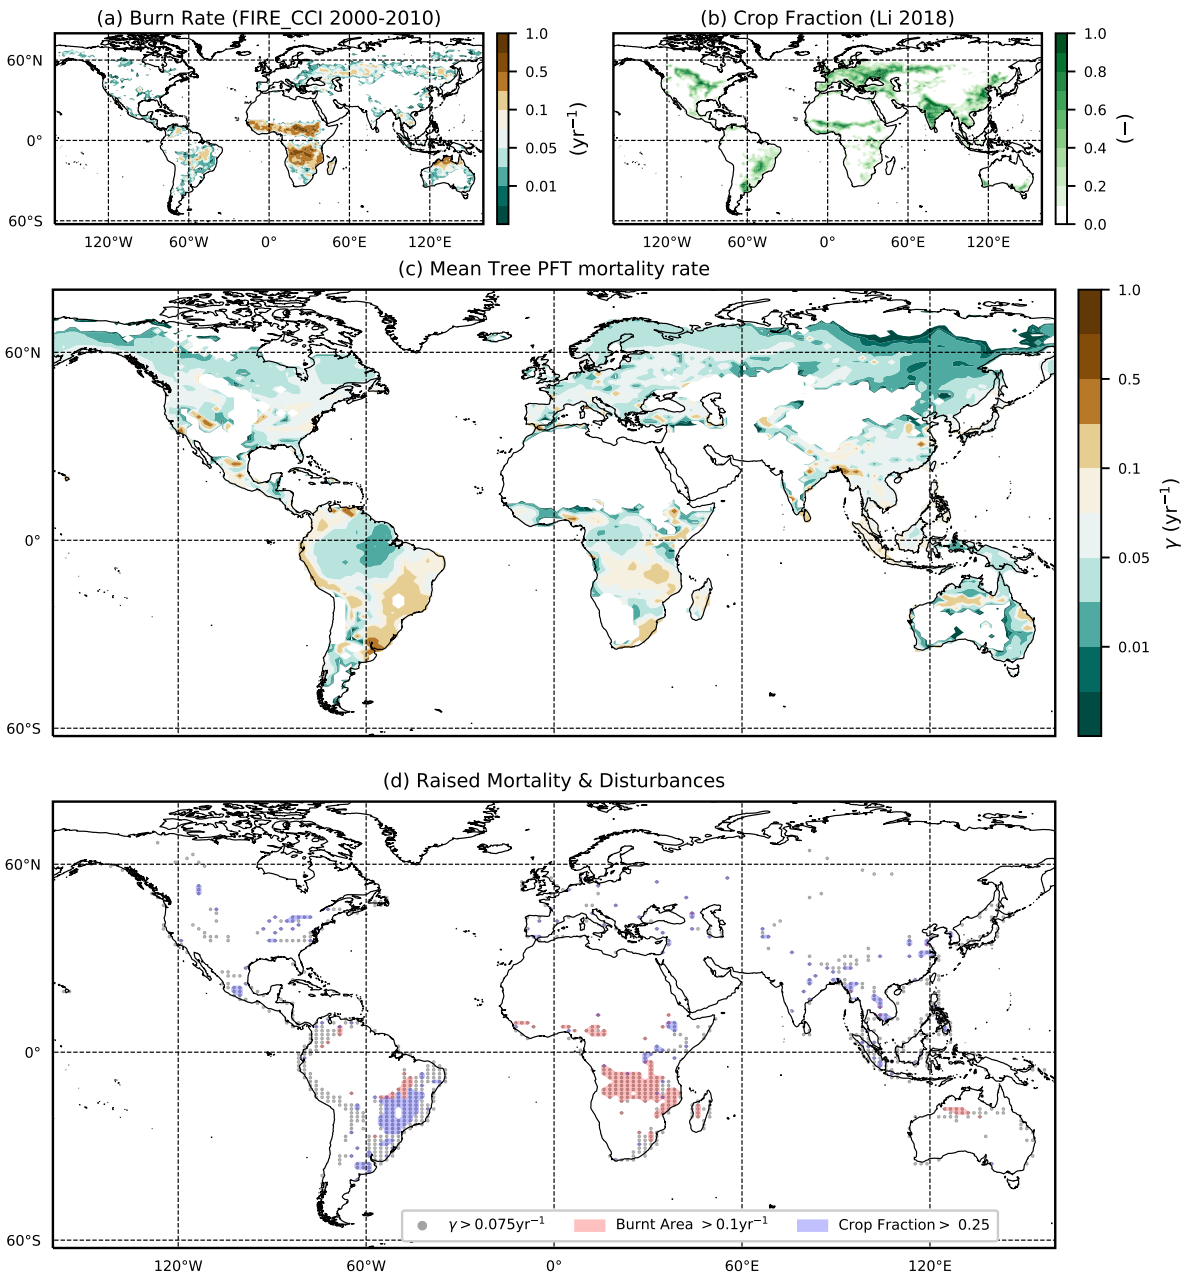 (a) Burn Rate (FIRE_CCI 2000-2010)
(b) Crop Fraction (Li 2018)
60°N
0°
60°S
120°W 60°W 0° 60°E 120°E
1.0
0.5
0.1
0.05
0.01
(yr⁻¹)
120°W 60°W 0° 60°E 120°E
1.0
0.8
0.6
0.4
0.2
0.0
(−)
(c) Mean Tree PFT mortality rate
60°N
0°
60°S
1.0
0.5
0.1
0.05
0.01
γ (yr⁻¹)
(d) Raised Mortality & Disturbances
60°N
0°
60°S
γ > 0.075yr⁻¹ Burnt Area > 0.1yr⁻¹ Crop Fraction > 0.25
120°W 60°W 0° 60°E 120°E